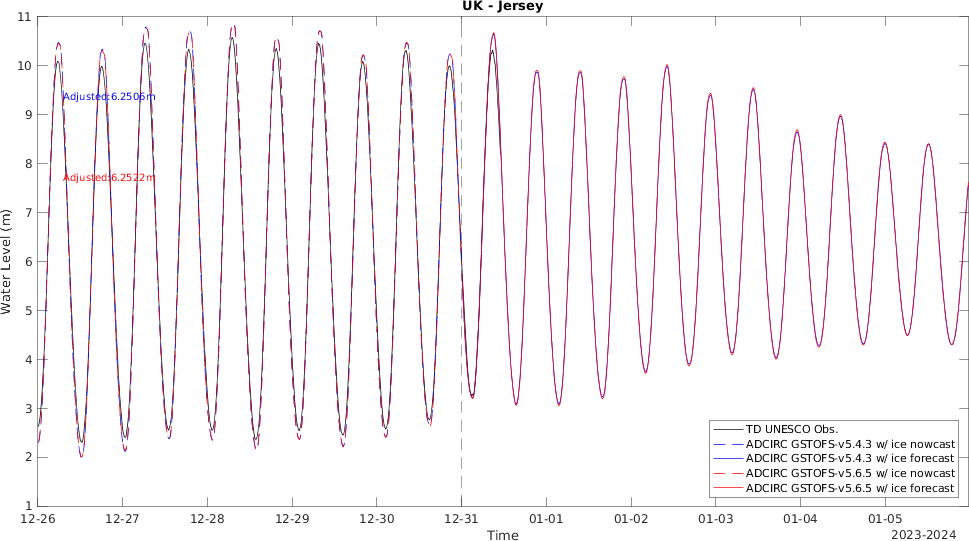 UK - Jersey
11
10
9
8
7
6
5
4
3
2
1
Water Level (m)
Adjusted:6.2506m
Adjusted:6.2522m
TD UNESCO Obs.
ADCIRC GSTOFS-v5.4.3 w/ ice nowcast
ADCIRC GSTOFS-v5.4.3 w/ ice forecast
ADCIRC GSTOFS-v5.6.5 w/ ice nowcast
ADCIRC GSTOFS-v5.6.5 w/ ice forecast
12-26 12-27 12-28 12-29 12-30 12-31 01-01 01-02 01-03 01-04 01-05
Time
2023-2024